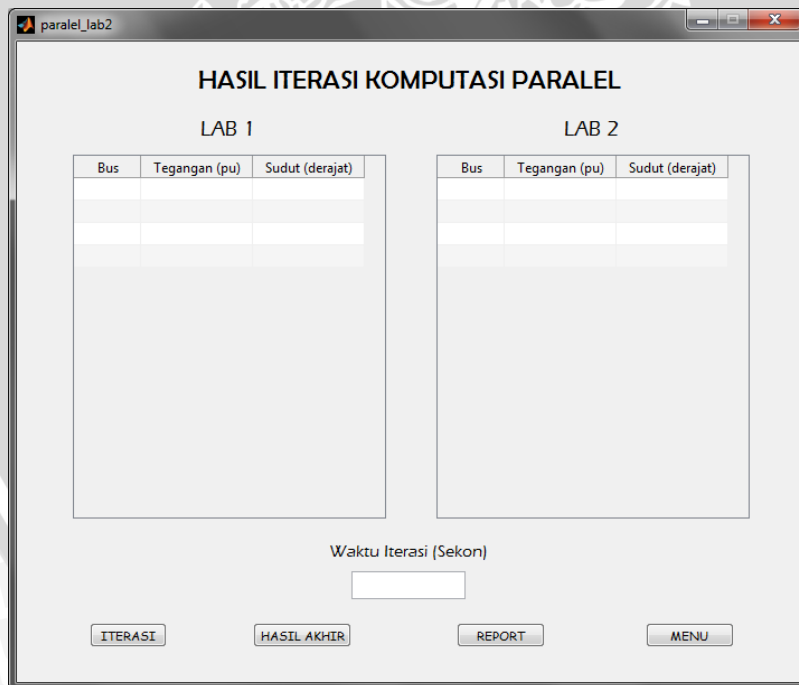 paralel_lab2
HASIL ITERASI KOMPUTASI PARALEL
LAB 1
LAB 2
Bus Tegangan (pu) Sudut (derajat)
Bus Tegangan (pu) Sudut (derajat)
Waktu Iterasi (Sekon)
ITERASI
HASIL AKHIR
REPORT
MENU